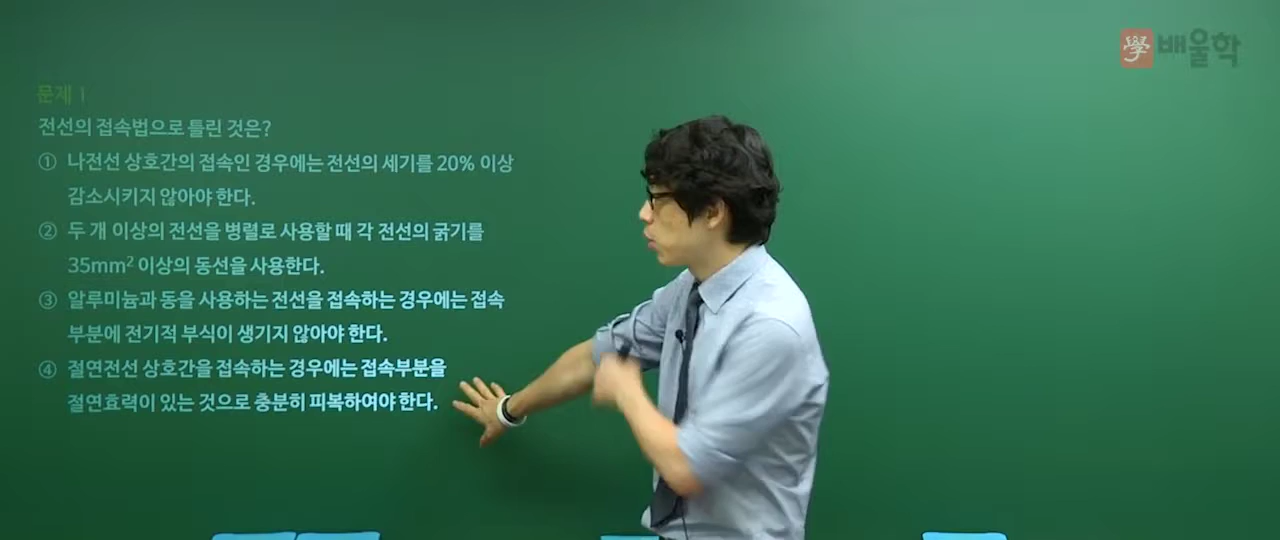 學 배울학
문제 1
전선의 접속법으로 틀린 것은?
① 나전선 상호간의 접속인 경우에는 전선의 세기를 20% 이상
감소시키지 않아야 한다.
② 두 개 이상의 전선을 병렬로 사용할 때 각 전선의 굵기를
35mm² 이상의 동선을 사용한다.
③ 알루미늄과 동을 사용하는 전선을 접속하는 경우에는 접속
부분에 전기적 부식이 생기지 않아야 한다.
④ 절연전선 상호간을 접속하는 경우에는 접속부분을
절연효력이 있는 것으로 충분히 피복하여야 한다.